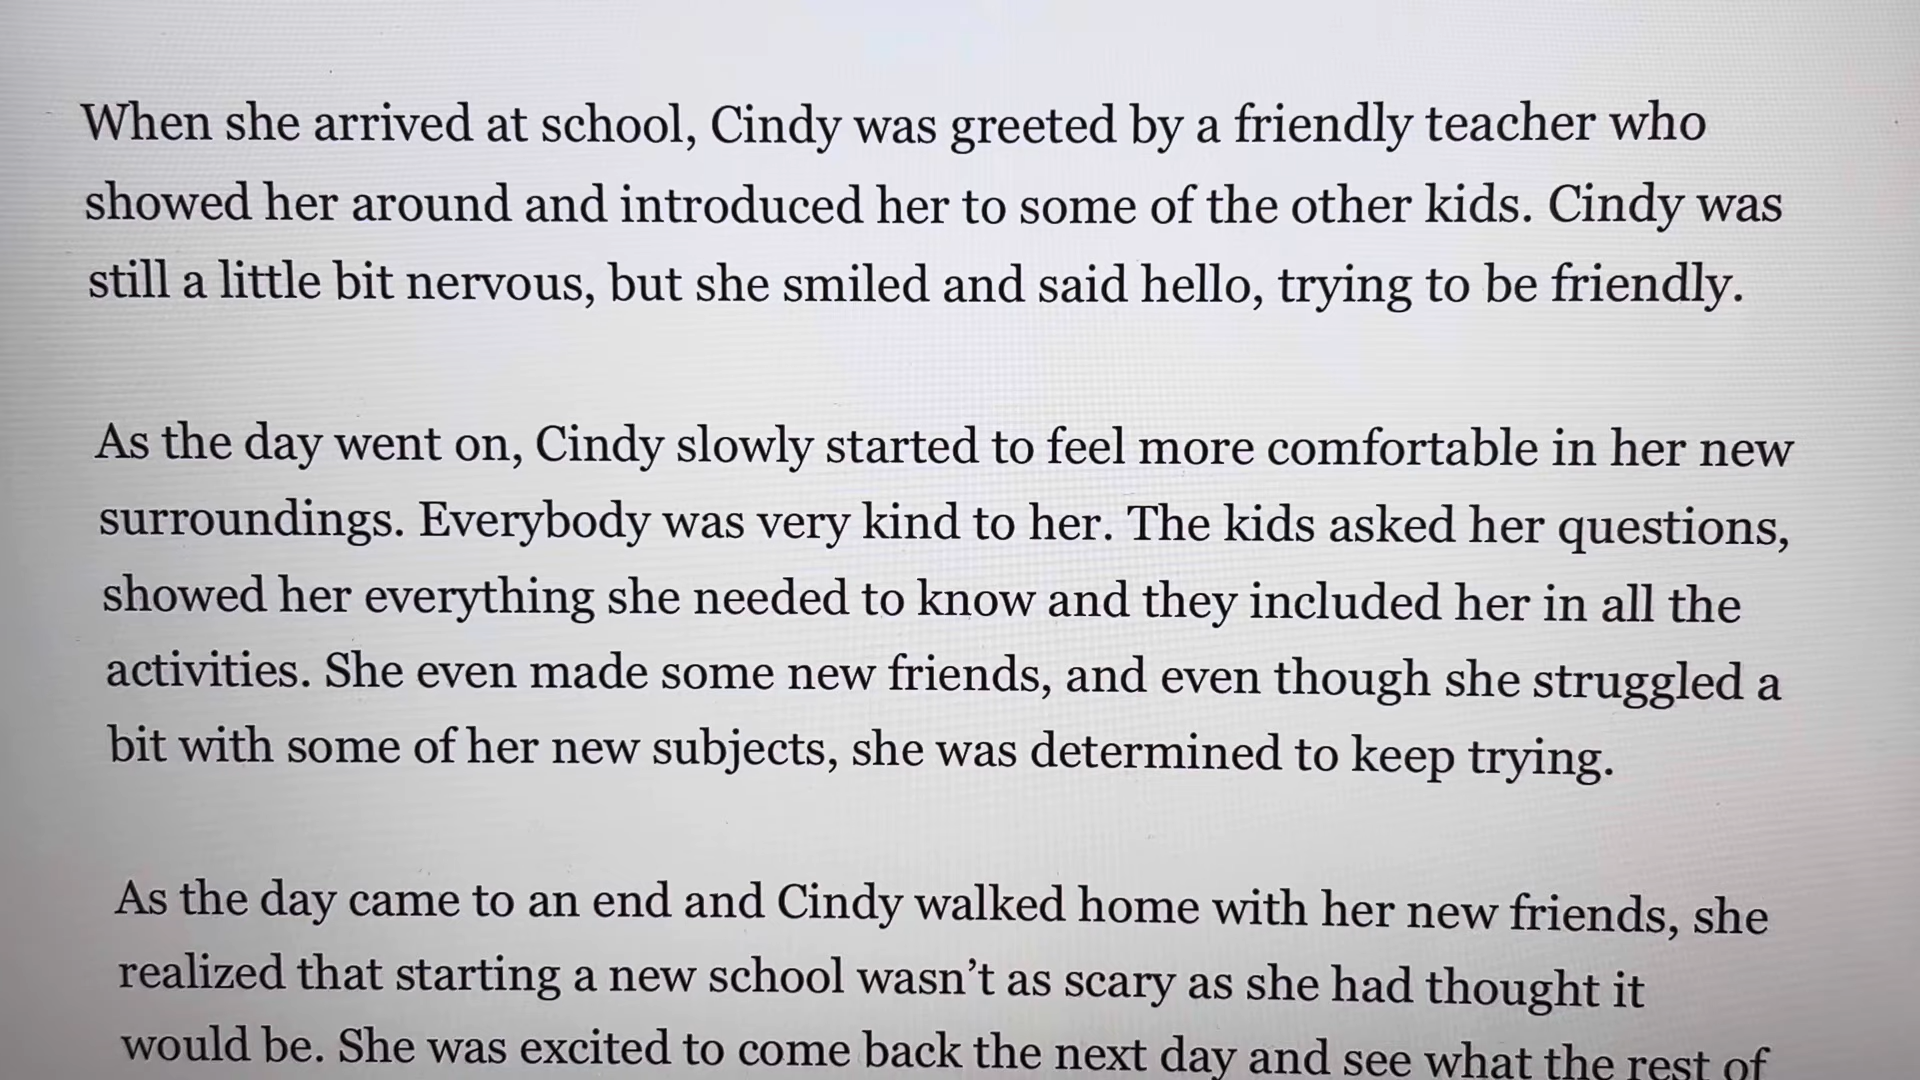 When she arrived at school, Cindy was greeted by a friendly teacher who
showed her around and introduced her to some of the other kids. Cindy was
still a little bit nervous, but she smiled and said hello, trying to be friendly.
As the day went on, Cindy slowly started to feel more comfortable in her new
surroundings. Everybody was very kind to her. The kids asked her questions,
showed her everything she needed to know and they included her in all the
activities. She even made some new friends, and even though she struggled a
bit with some of her new subjects, she was determined to keep trying.
As the day came to an end and Cindy walked home with her new friends, she
realized that starting a new school wasn’t as scary as she had thought it
would be. She was excited to come back the next day and see what the rest of